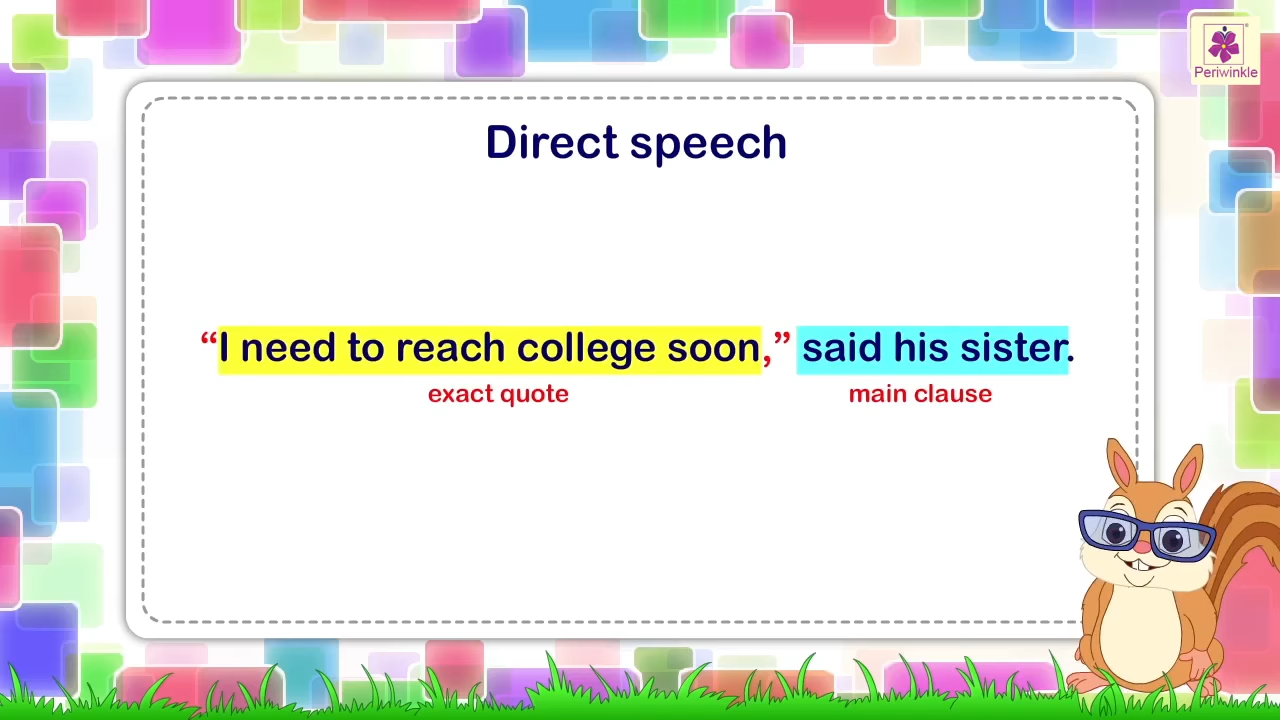 Periwinkle
Direct speech
“I need to reach college soon,” said his sister.
exact quote main clause